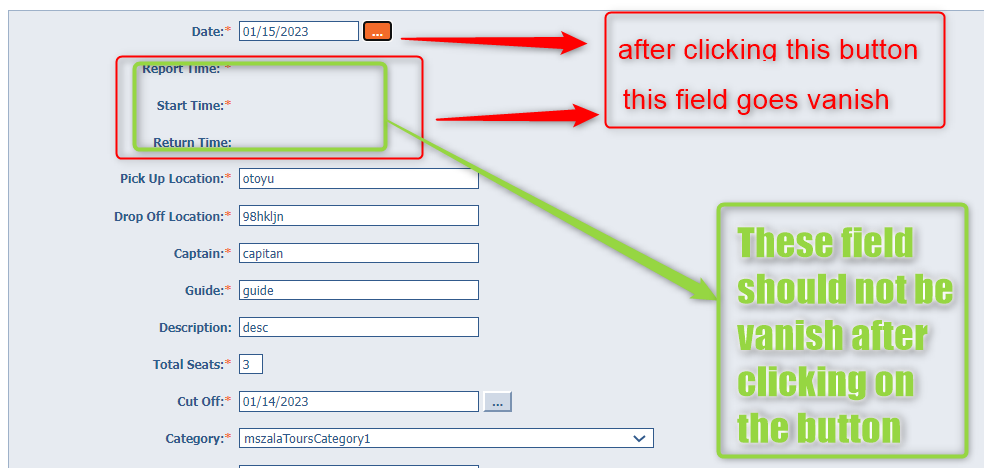 Date:* 01/15/2023 ...
after clicking this button
Report Time: *
this field goes vanish
Start Time:*
Return Time:
Pick Up Location:* otoyu
Drop Off Location:* 98hkljn
Captain:* capitan
Guide:* guide
Description: desc
Total Seats:* 3
Cut Off:* 01/14/2023 ...
Category:* mszalaToursCategory1
These field
should not be
vanish after
clicking on
the button